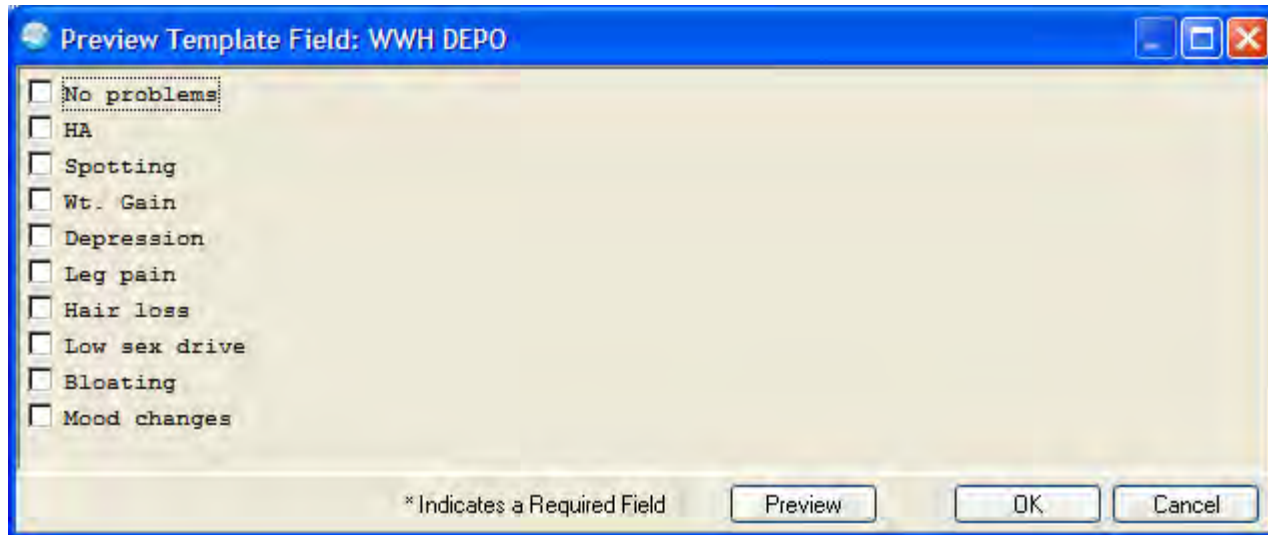 Preview Template Field: WWH DEPO
No problems
HA
Spotting
Wt. Gain
Depression
Leg pain
Hair loss
Low sex drive
Bloating
Mood changes
* Indicates a Required Field Preview OK Cancel